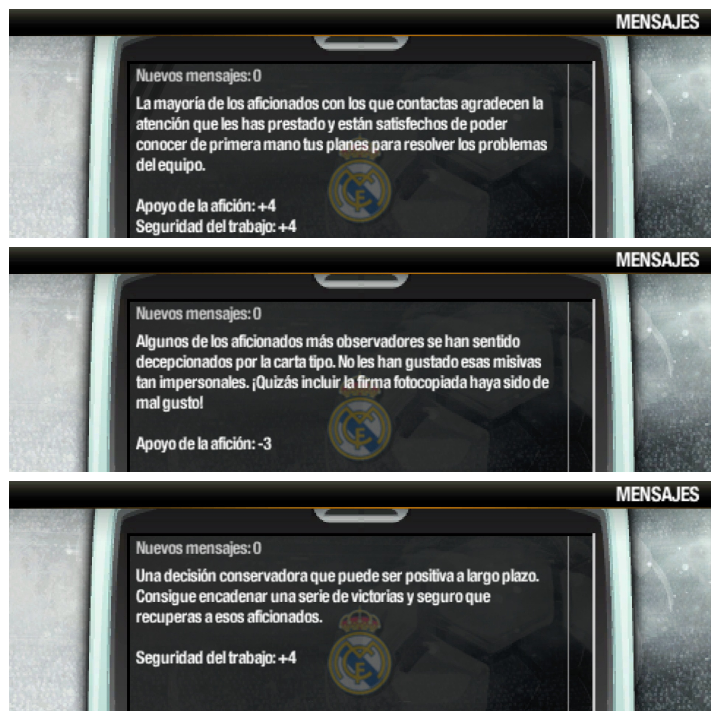 MENSAJES
Nuevos mensajes: 0
La mayoría de los aficionados con los que contactas agradecen la
atención que les has prestado y están satisfechos de poder
conocer de primera mano tus planes para resolver los problemas
del equipo.
Apoyo de la afición: +4
Seguridad del trabajo: +4
MENSAJES
Nuevos mensajes: 0
Algunos de los aficionados más observadores se han sentido
decepcionados por la carta tipo. No les han gustado esas misivas
tan impersonales. ¡Quizás incluir la firma fotocopiada haya sido de
mal gusto!
Apoyo de la afición: -3
MENSAJES
Nuevos mensajes: 0
Una decisión conservadora que puede ser positiva a largo plazo.
Consigue encadenar una serie de victorias y seguro que
recuperas a esos aficionados.
Seguridad del trabajo: +4